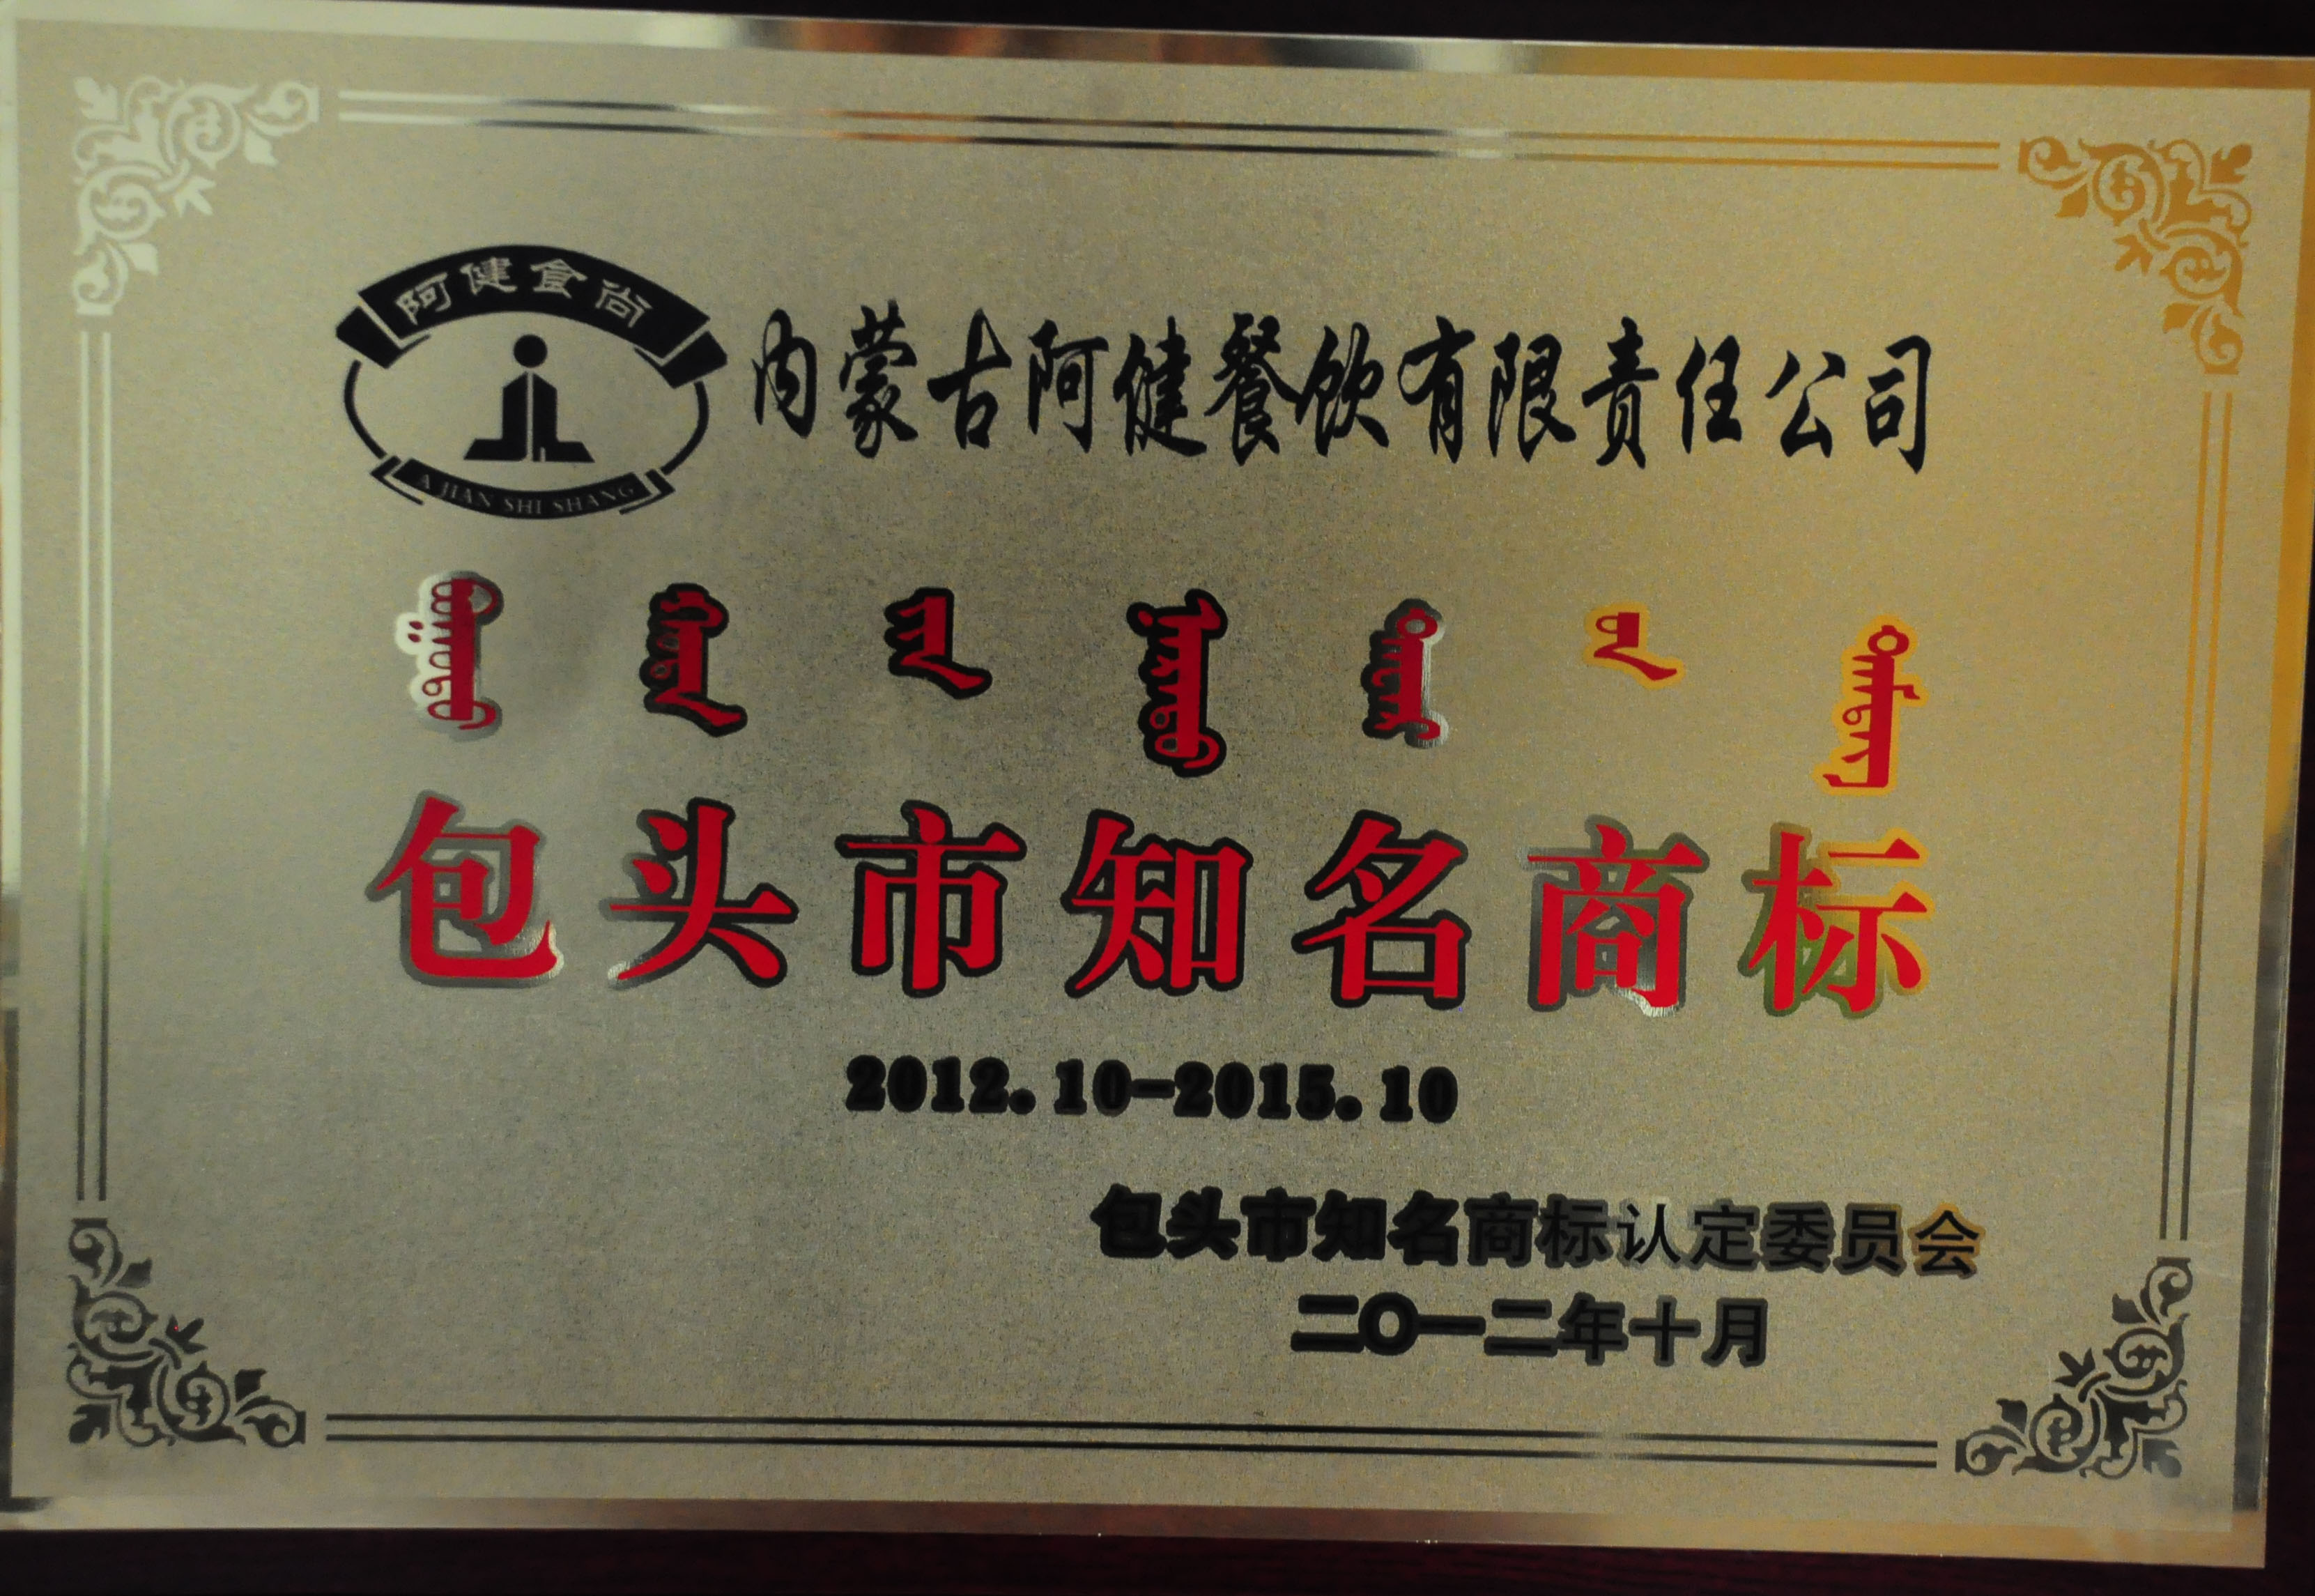 阿健食尚
A JIAN SHI SHANG
内蒙古阿健餐饮有限责任公司
包头市知名商标
2012.10-2015.10
包头市知名商标认定委员会
二〇一二年十月